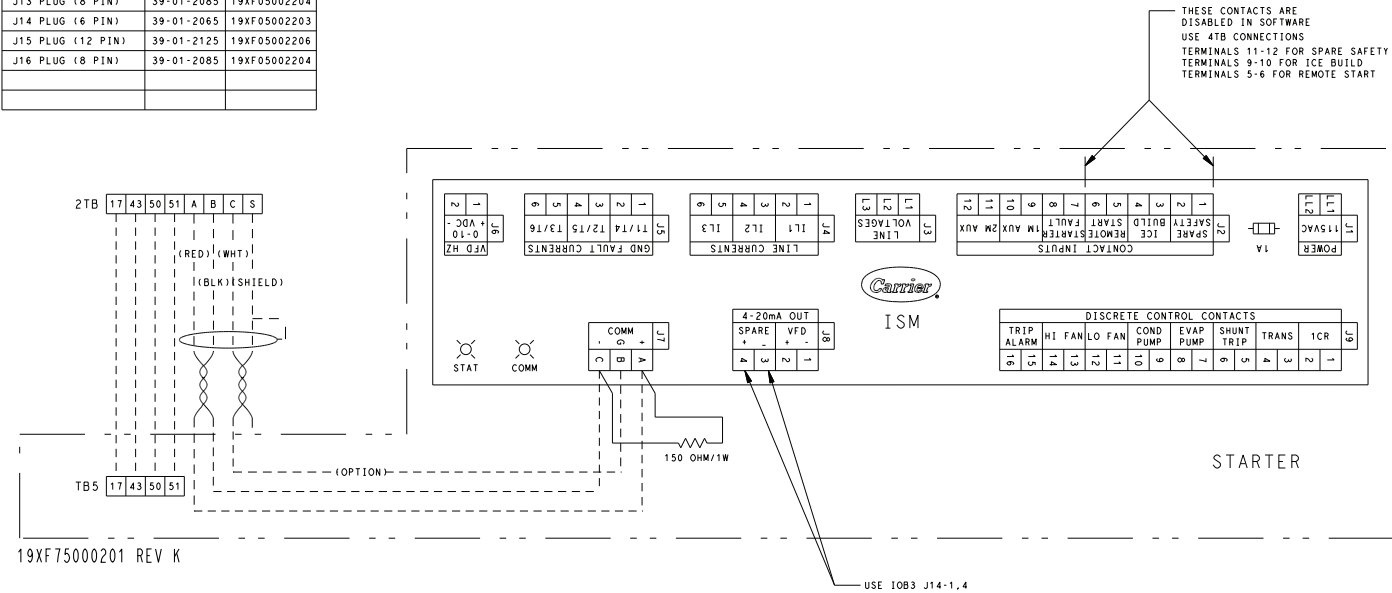 J13 PLUG (8 PIN) 39-01-2085 19XF05002204
J14 PLUG (6 PIN) 39-01-2065 19XF05002203
J15 PLUG (12 PIN) 39-01-2125 19XF05002206
J16 PLUG (8 PIN) 39-01-2085 19XF05002204
THESE CONTACTS ARE
DISABLED IN SOFTWARE
USE 4TB CONNECTIONS
TERMINALS 11-12 FOR SPARE SAFETY
TERMINALS 9-10 FOR ICE BUILD
TERMINALS 5-6 FOR REMOTE START
2TB 17 43 50 51 A B C S
(RED) (WHT)
(BLK) (SHIELD)
2 1
+ VDC -
0-10
VFD HZ
J6
6 5 4 3 2 1
T3/T6 T2/T5 T1/T4
GND FAULT CURRENTS
J5
6 5 4 3 2 1
IL3 IL2 IL1
LINE CURRENTS
J4
L3 L2 L1
LINE
VOLTAGES
J3
12 11 10 9 8 7 6 5 4 3 2 1
2M AUX 1M AUX STARTER FAULT REMOTE START ICE BUILD SPARE SAFETY
CONTACT INPUTS
J2
1A
LL2 LL1
115VAC
POWER
J1
Carrier
ISM
STAT
COMM
COMM
- G +
C B A
J7
4-20mA OUT
SPARE VFD
+ - + -
4 3 2 1
J8
DISCRETE CONTROL CONTACTS
TRIP ALARM HI FAN LO FAN COND PUMP EVAP PUMP SHUNT TRIP TRANS 1CR
16 15 14 13 12 11 10 9 8 7 6 5 4 3 2 1
J9
150 OHM/1W
(OPTION)
STARTER
TB5 17 43 50 51
19XF75000201 REV K
USE IOB3 J14-1,4